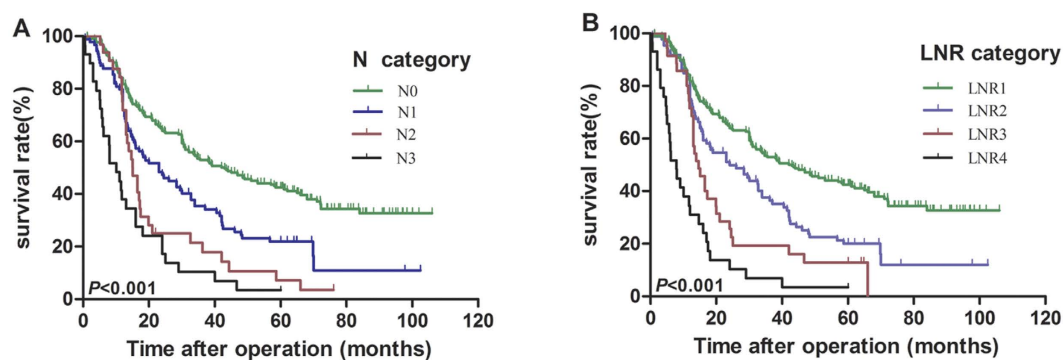 A
N category
N0
N1
N2
N3
survival rate(%)
100
80
60
40
20
0
P<0.001
0 20 40 60 80 100 120
Time after operation (months)
B
LNR category
LNR1
LNR2
LNR3
LNR4
survival rate(%)
100
80
60
40
20
0
P<0.001
0 20 40 60 80 100 120
Time after operation (months)